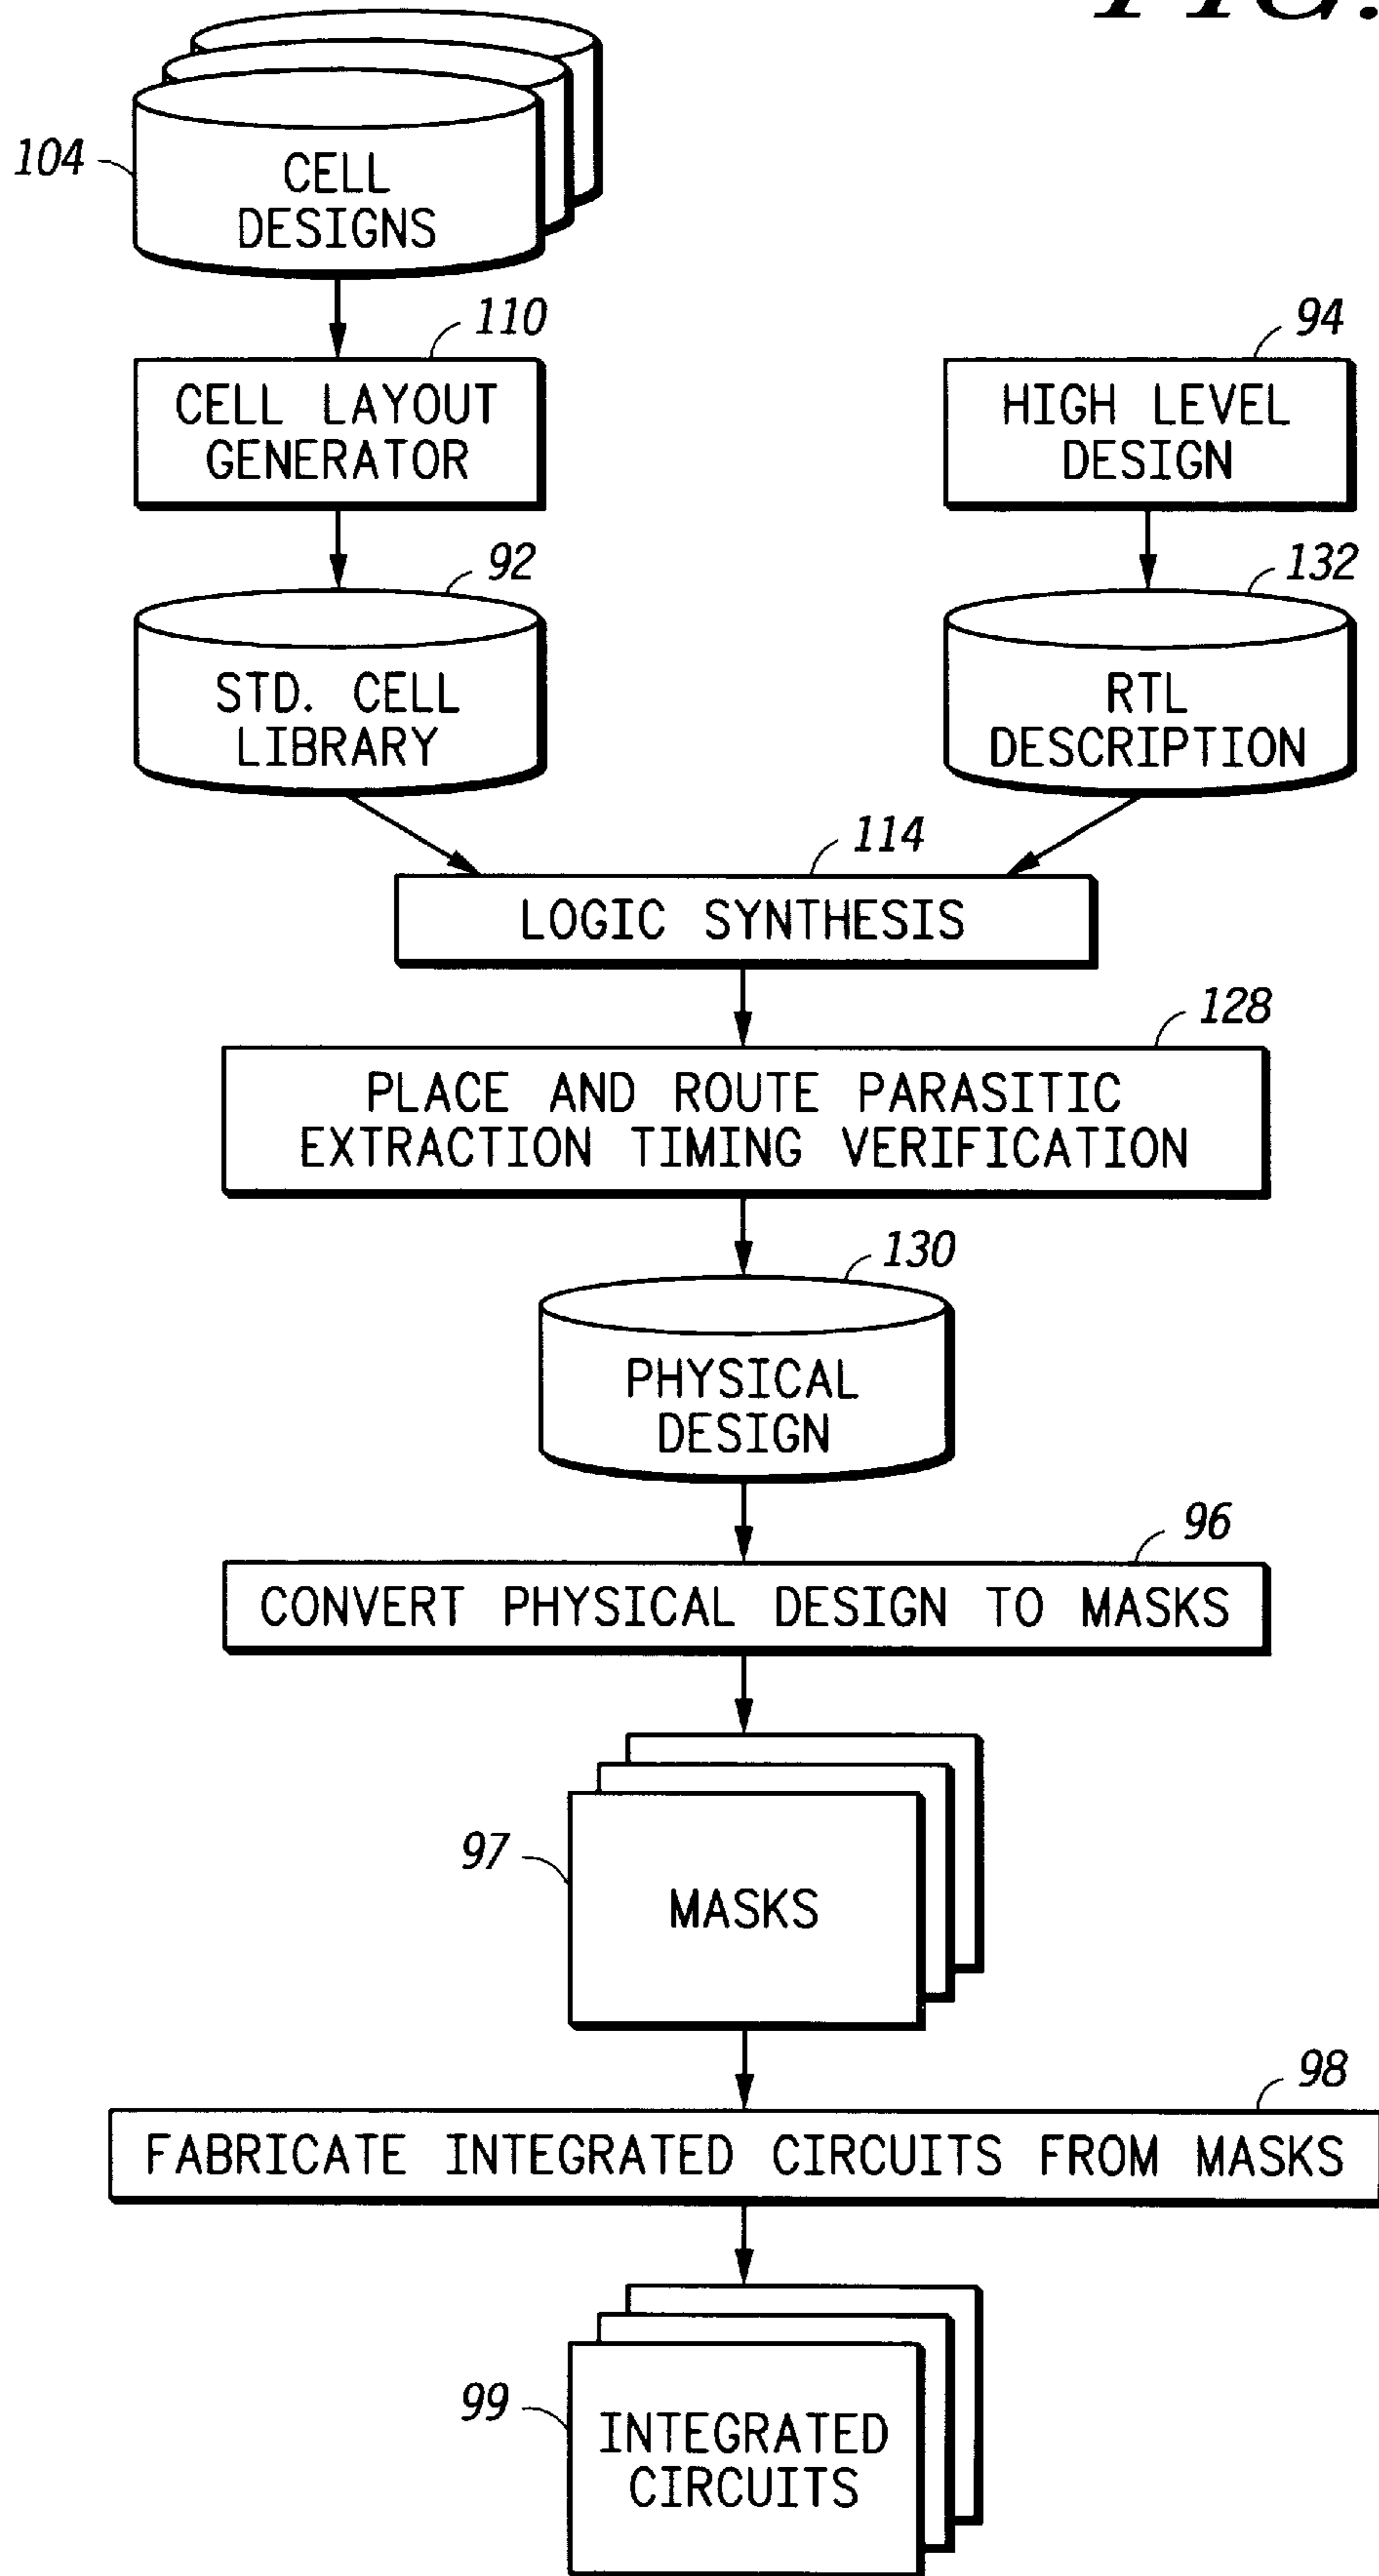 FIG.
104
CELL
DESIGNS
110
94
CELL LAYOUT
GENERATOR
HIGH LEVEL
DESIGN
92
132
STD. CELL
LIBRARY
RTL
DESCRIPTION
114
LOGIC SYNTHESIS
128
PLACE AND ROUTE PARASITIC
EXTRACTION TIMING VERIFICATION
130
PHYSICAL
DESIGN
96
CONVERT PHYSICAL DESIGN TO MASKS
97
MASKS
98
FABRICATE INTEGRATED CIRCUITS FROM MASKS
99
INTEGRATED
CIRCUITS